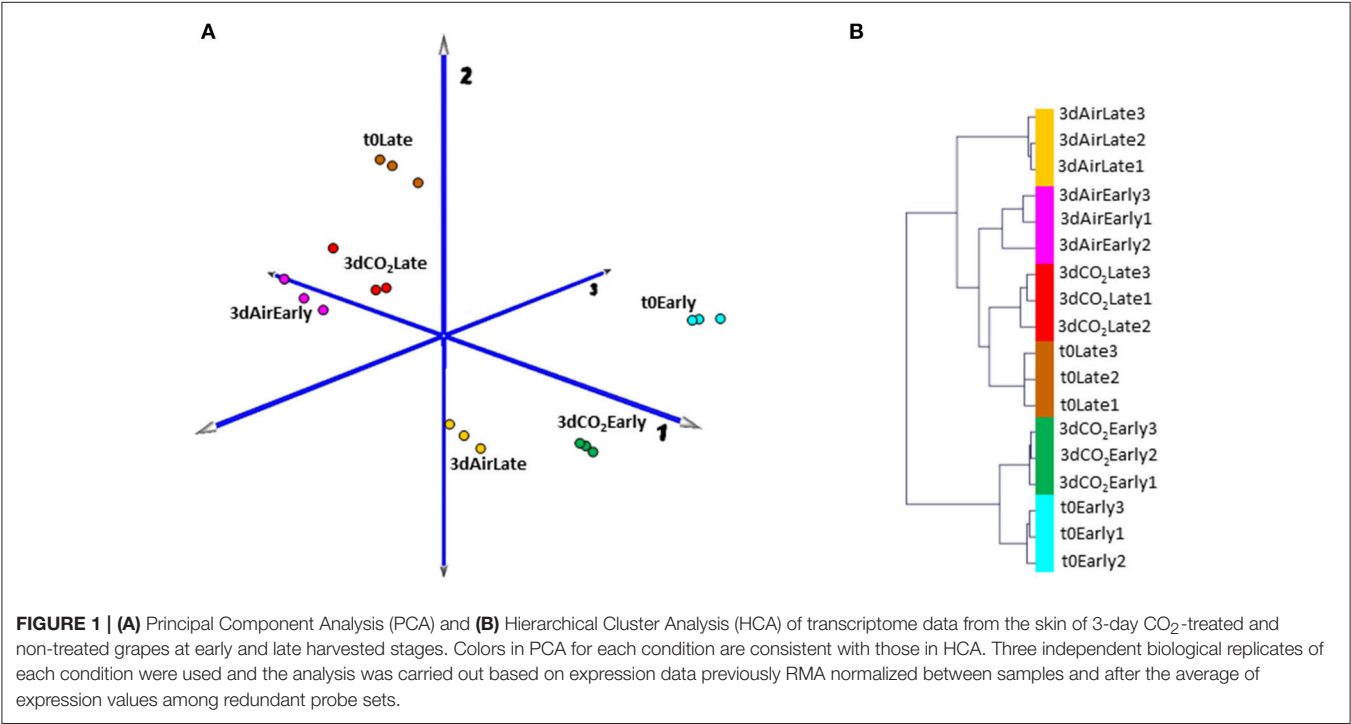 A
B
2
t0Late
3dCO₂Late
3
t0Early
3dAirEarly
3dCO₂Early
1
3dAirLate
3dAirLate3
3dAirLate2
3dAirLate1
3dAirEarly3
3dAirEarly1
3dAirEarly2
3dCO₂Late3
3dCO₂Late1
3dCO₂Late2
t0Late3
t0Late2
t0Late1
3dCO₂Early3
3dCO₂Early2
3dCO₂Early1
t0Early3
t0Early1
t0Early2
FIGURE 1 | (A) Principal Component Analysis (PCA) and (B) Hierarchical Cluster Analysis (HCA) of transcriptome data from the skin of 3-day CO₂-treated and
non-treated grapes at early and late harvested stages. Colors in PCA for each condition are consistent with those in HCA. Three independent biological replicates of
each condition were used and the analysis was carried out based on expression data previously RMA normalized between samples and after the average of
expression values among redundant probe sets.